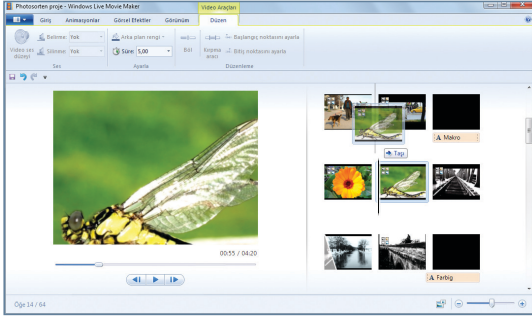 Photosorten proje - Windows Live Movie Maker
Video Araçları
Giriş Animasyonlar Görsel Efektler Görünüm Düzen
Video ses düzeyi
Belirme: Yok
Silinme: Yok
Ses
Arka plan rengi
Süre: 5,00
Ayarla
Böl
Kırpma aracı
Başlangıç noktasını ayarla
Bitiş noktasını ayarla
Düzenleme
A Makro
Taşı
00:55 / 04:20
A Farbig
Öğe 14 / 64